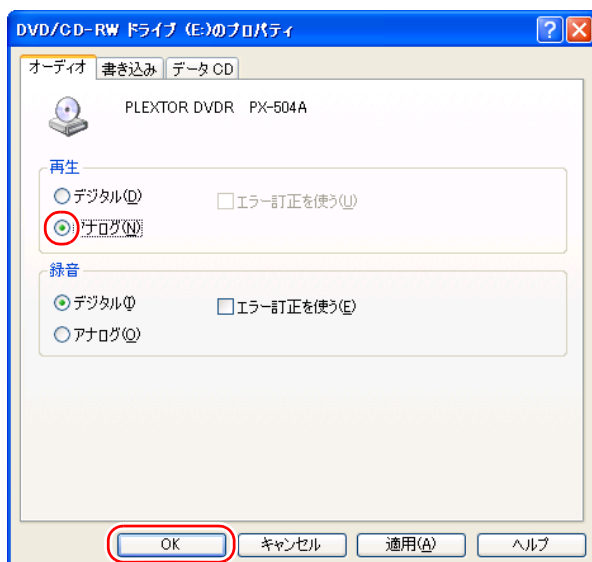 DVD/CD-RW ドライブ (E:)のプロパティ
オーディオ 書き込み データ CD
PLEXTOR DVDR PX-504A
再生
デジタル(D) エラー訂正を使う(U)
アナログ(N)
録音
デジタル(I) エラー訂正を使う(E)
アナログ(O)
OK キャンセル 適用(A) ヘルプ